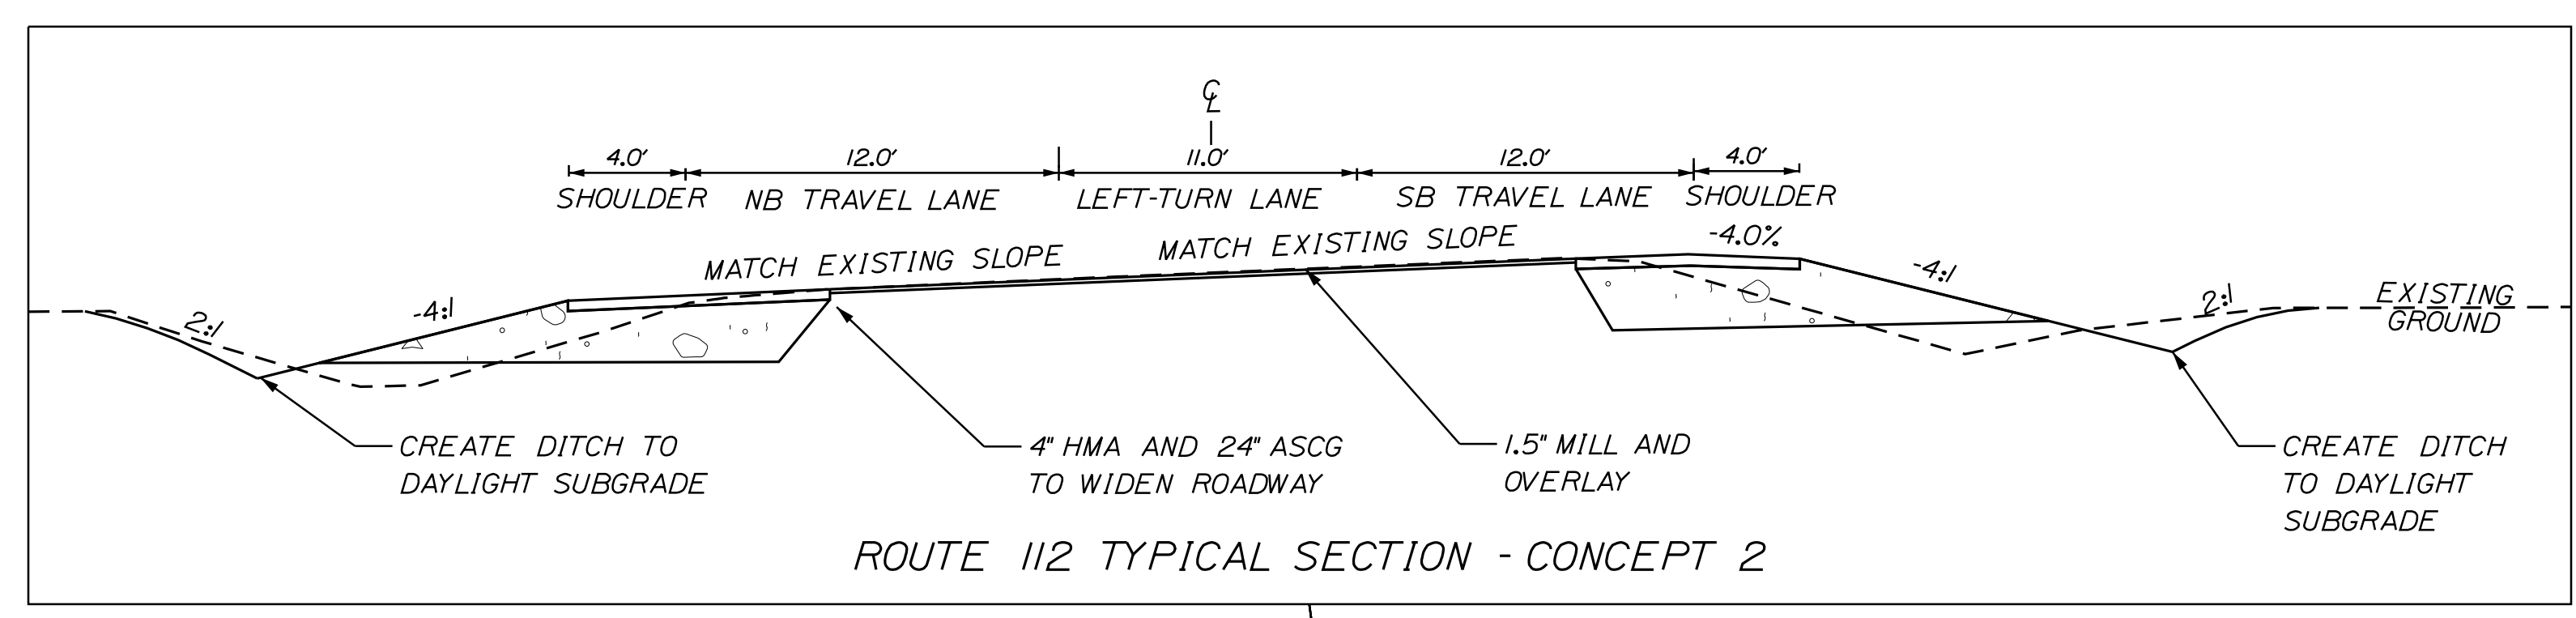 ℄
4.0' 12.0' 11.0' 12.0' 4.0'
SHOULDER NB TRAVEL LANE LEFT-TURN LANE SB TRAVEL LANE SHOULDER
MATCH EXISTING SLOPE MATCH EXISTING SLOPE -4.0%
2:1 -4:1 -4:1 2:1 EXISTING
GROUND
CREATE DITCH TO
DAYLIGHT SUBGRADE
4" HMA AND 24" ASCG
TO WIDEN ROADWAY
1.5" MILL AND
OVERLAY
CREATE DITCH
TO DAYLIGHT
SUBGRADE
ROUTE 112 TYPICAL SECTION - CONCEPT 2